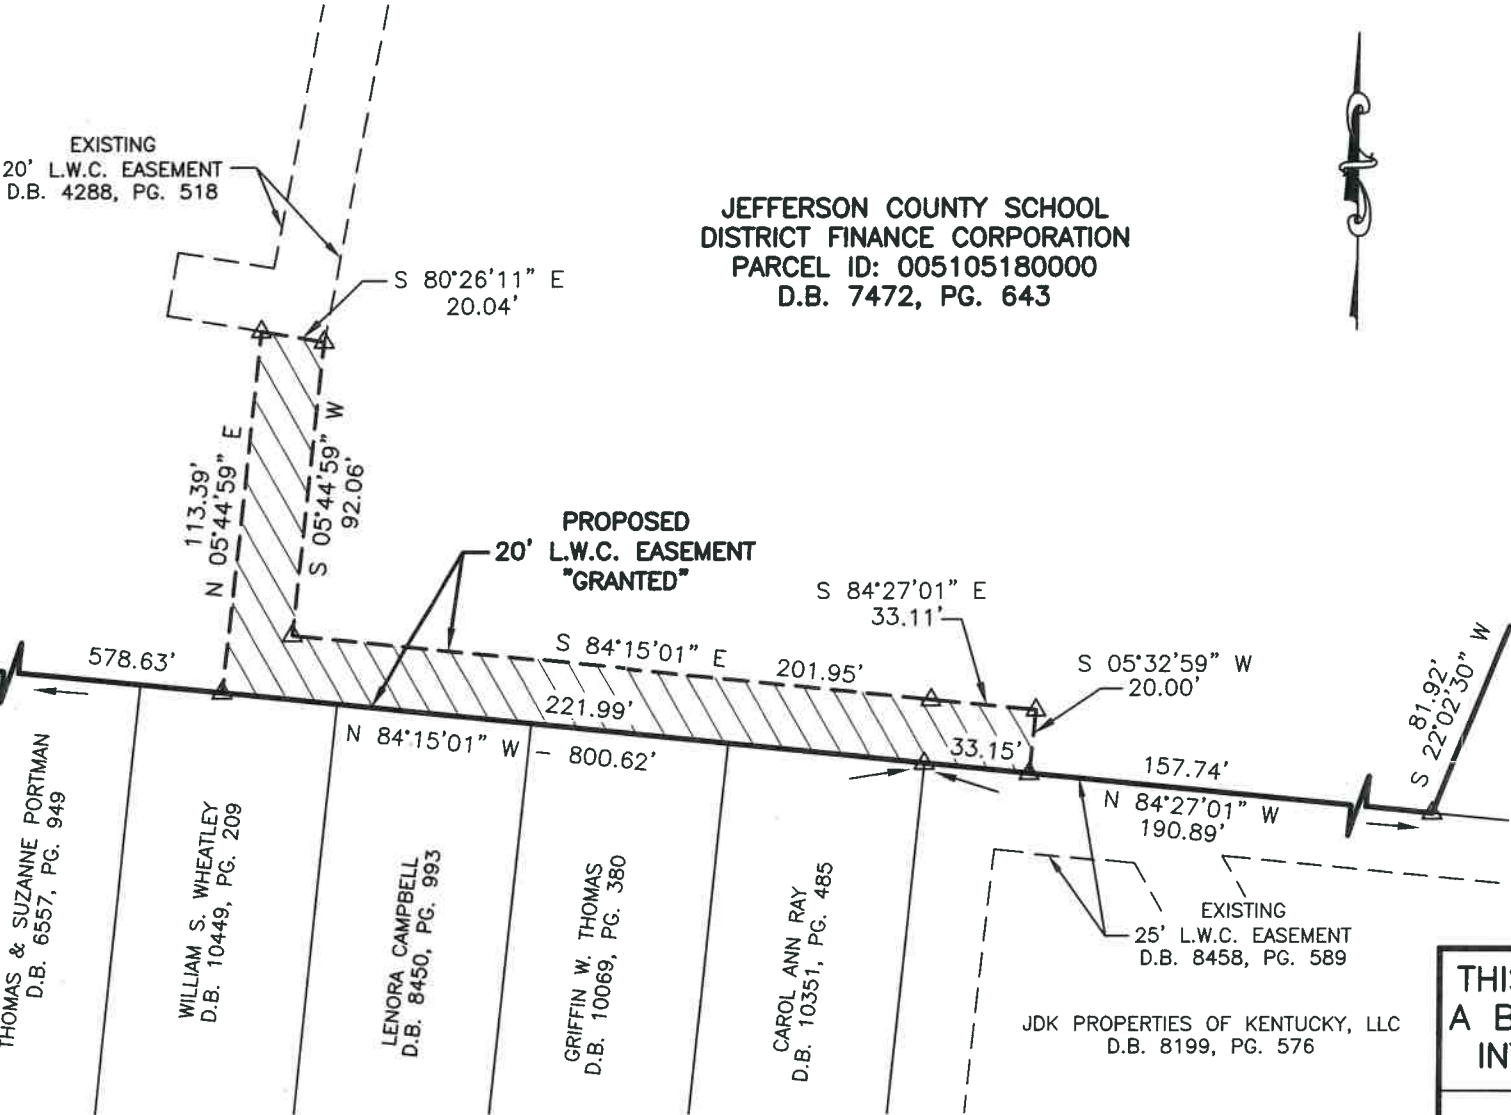 EXISTING
20' L.W.C. EASEMENT
D.B. 4288, PG. 518
JEFFERSON COUNTY SCHOOL
DISTRICT FINANCE CORPORATION
PARCEL ID: 005105180000
D.B. 7472, PG. 643
S 80°26'11" E
20.04'
113.39'
N 05°44'59" E
S 05°44'59" W
92.06'
PROPOSED
20' L.W.C. EASEMENT
"GRANTED"
S 84°27'01" E
33.11'
S 84°15'01" E
201.95'
S 05°32'59" W
20.00'
578.63'
221.99'
33.15'
N 84°15'01" W – 800.62'
157.74'
N 84°27'01" W
190.89'
81.92'
S 22°02'30" W
THOMAS & SUZANNE PORTMAN
D.B. 6557, PG. 949
WILLIAM S. WHEATLEY
D.B. 10449, PG. 209
LENORA CAMPBELL
D.B. 8450, PG. 993
GRIFFIN W. THOMAS
D.B. 10069, PG. 380
CAROL ANN RAY
D.B. 10351, PG. 485
EXISTING
25' L.W.C. EASEMENT
D.B. 8458, PG. 589
JDK PROPERTIES OF KENTUCKY, LLC
D.B. 8199, PG. 576
THIS
A B
INT